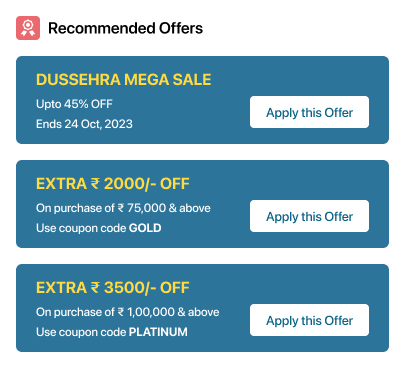 Recommended Offers
DUSSEHRA MEGA SALE
Upto 45% OFF
Ends 24 Oct, 2023
Apply this Offer
EXTRA ₹ 2000/- OFF
On purchase of ₹ 75,000 & above
Use coupon code GOLD
Apply this Offer
EXTRA ₹ 3500/- OFF
On purchase of ₹ 1,00,000 & above
Use coupon code PLATINUM
Apply this Offer